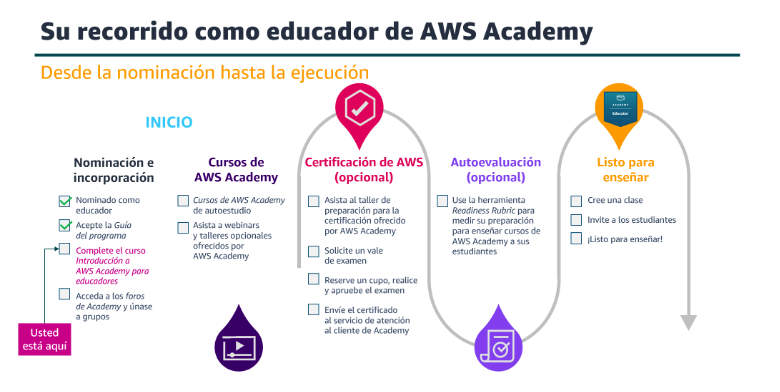 Su recorrido como educador de AWS Academy
Desde la nominación hasta la ejecución
INICIO
Nominación e
incorporación
Nominado como
educador
Acepte la Guía
del programa
Complete el curso
Introducción a
AWS Academy para
educadores
Acceda a los foros
de Academy y únase
a grupos
Usted
está aquí
Cursos de
AWS Academy
Cursos de AWS Academy
de autoestudio
Asista a webinars
y talleres opcionales
ofrecidos por
AWS Academy
Certificación de AWS
(opcional)
Asista al taller de
preparación para la
certificación ofrecido
por AWS Academy
Solicite un vale
de examen
Reserve un cupo, realice
y apruebe el examen
Envíe el certificado
al servicio de atención
al cliente de Academy
Autoevaluación
(opcional)
Use la herramienta
Readiness Rubric para
medir su preparación
para enseñar cursos de
AWS Academy a sus
estudiantes
aws
ACADEMY
Educator
Listo para
enseñar
Cree una clase
Invite a los estudiantes
¡Listo para enseñar!